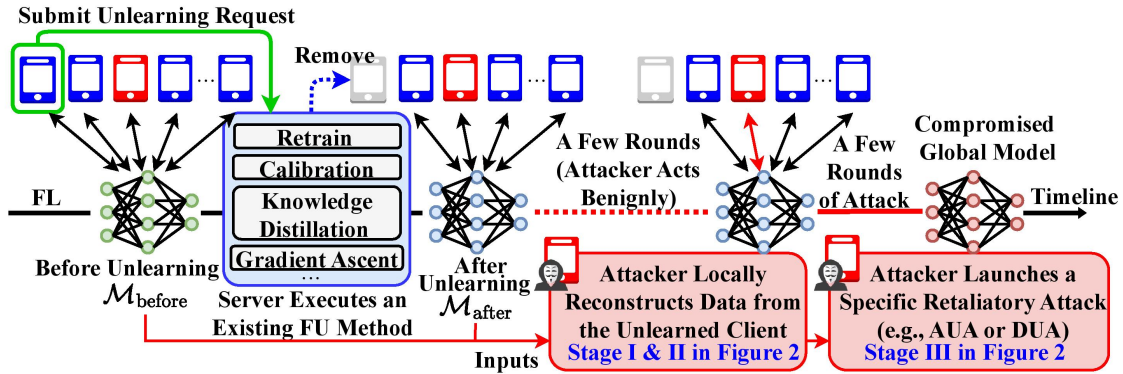 Submit Unlearning Request
Remove
...
...
...
Retrain
Calibration
Knowledge
Distillation
Gradient Ascent
...
A Few Rounds
(Attacker Acts
Benignly)
A Few
Rounds
of Attack
Compromised
Global Model
FL
Timeline
Before Unlearning
M_before
Server Executes an
Existing FU Method
After
Unlearning
M_after
Inputs
Attacker Locally
Reconstructs Data from
the Unlearned Client
Stage I & II in Figure 2
Attacker Launches a
Specific Retaliatory Attack
(e.g., AUA or DUA)
Stage III in Figure 2